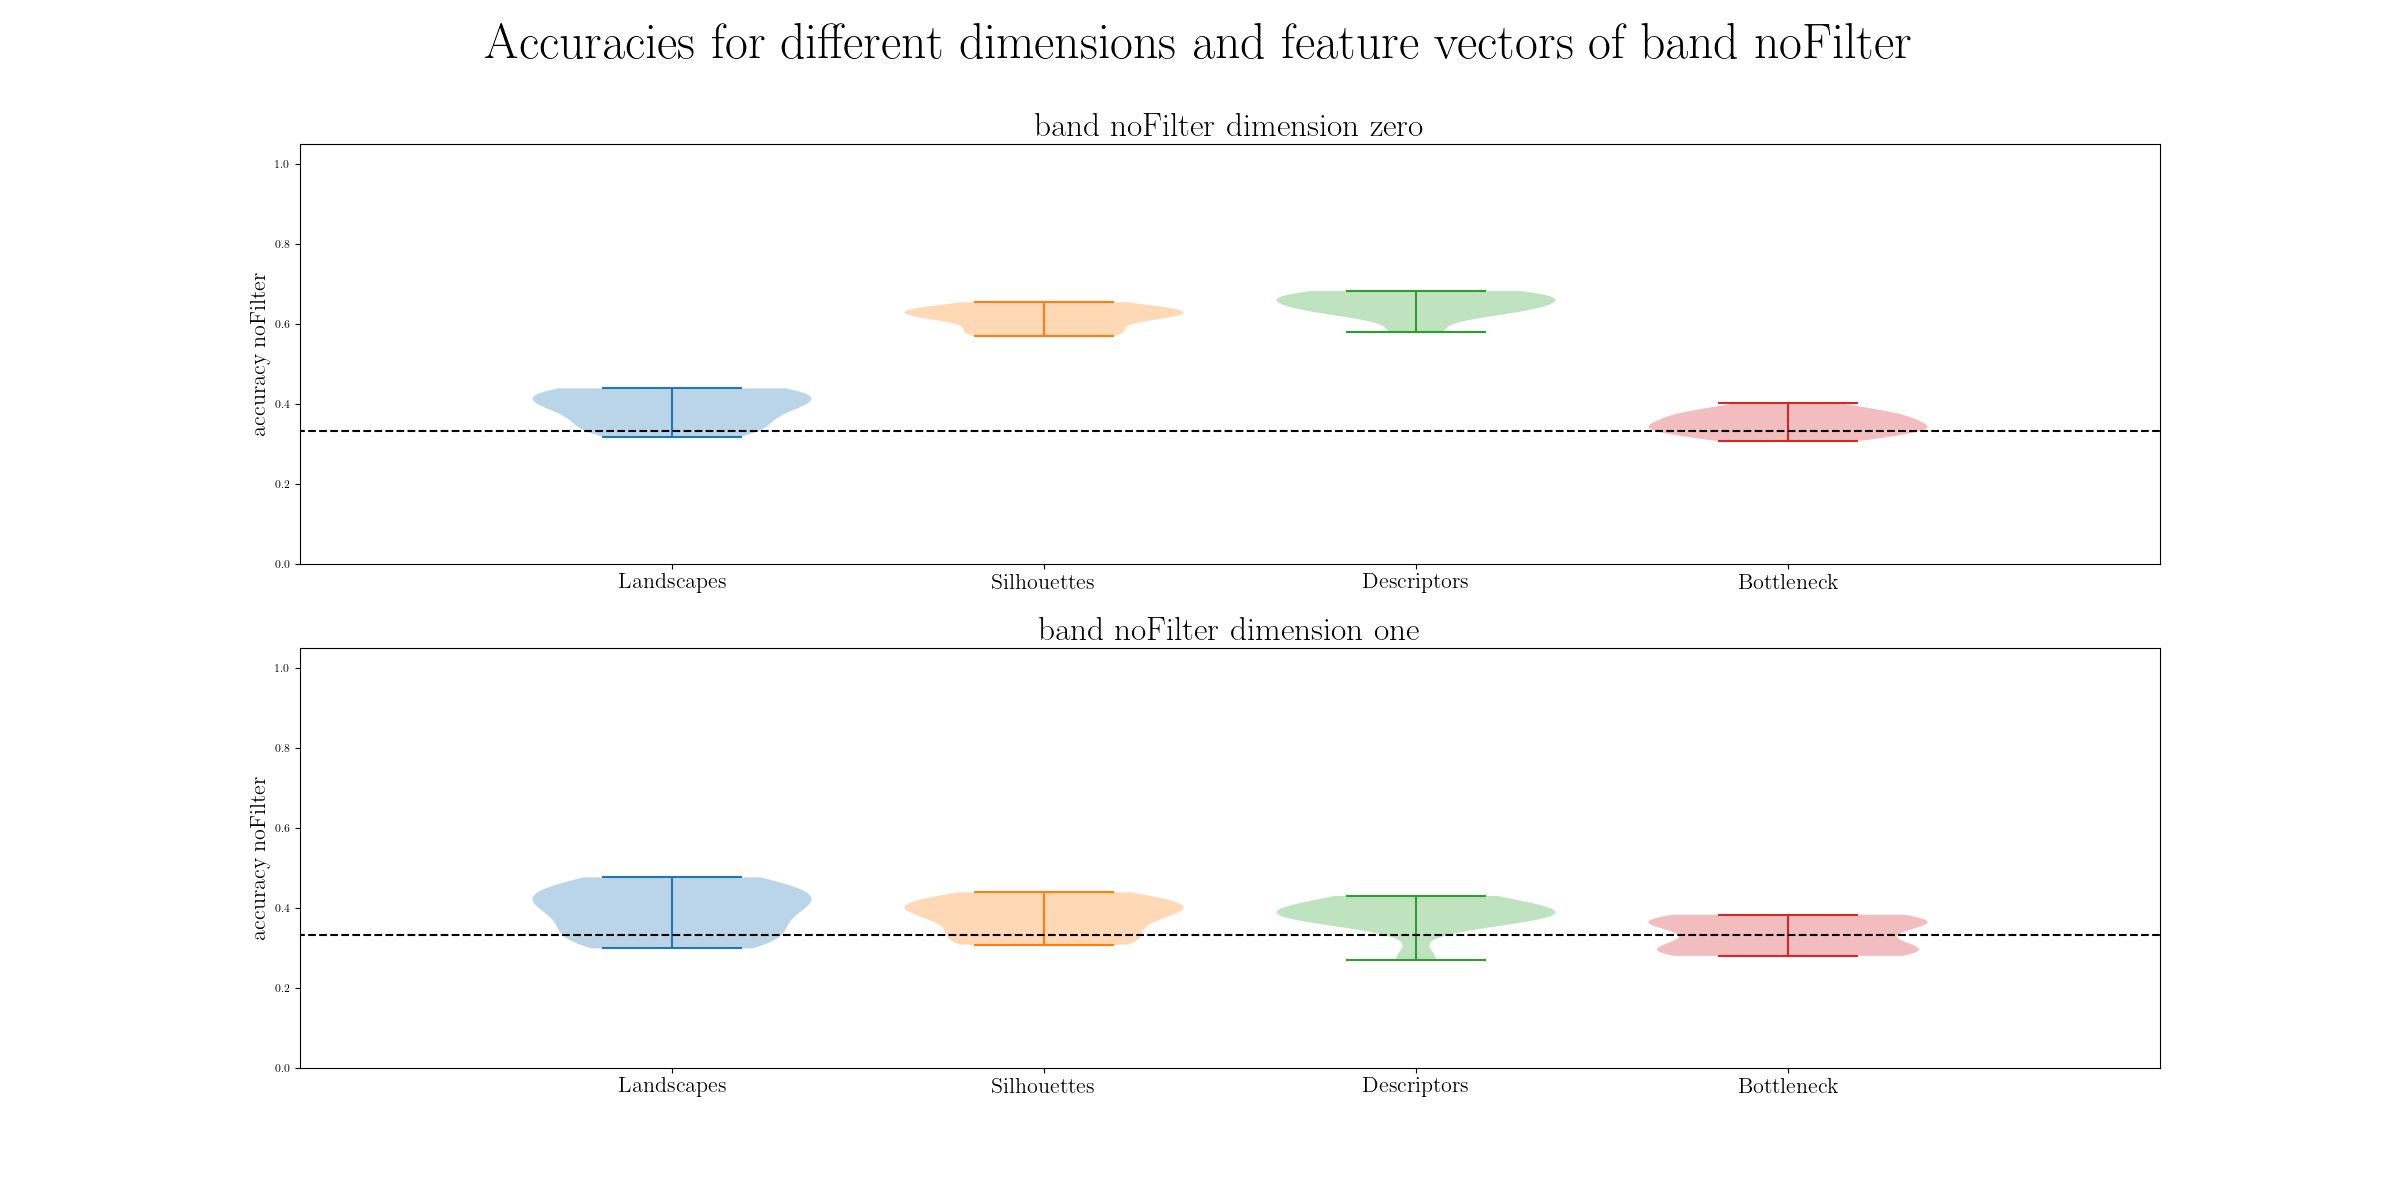 Accuracies for different dimensions and feature vectors of band noFilter
band noFilter dimension zero
accuracy noFilter
1.0
0.8
0.6
0.4
0.2
0.0
Landscapes Silhouettes Descriptors Bottleneck
band noFilter dimension one
accuracy noFilter
1.0
0.8
0.6
0.4
0.2
0.0
Landscapes Silhouettes Descriptors Bottleneck